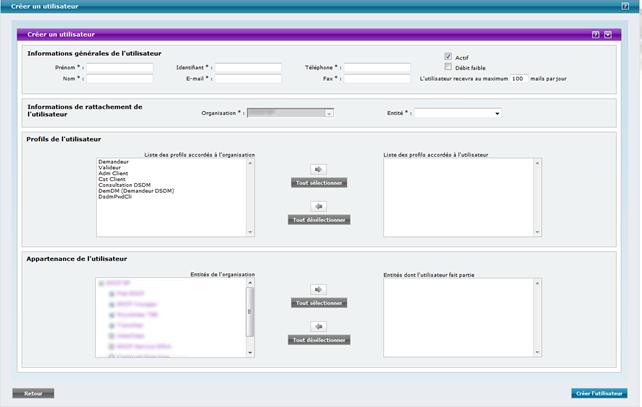 Créer un utilisateur
Créer un utilisateur
Informations générales de l'utilisateur
Prénom * : Identifiant * : Téléphone * : Actif
Débit faible
Nom * : E-mail * : Fax * : L'utilisateur recevra au maximum 100 mails par jour
Informations de rattachement de l'utilisateur
Organisation * : Entité * :
Profils de l'utilisateur
Liste des profils accordés à l'organisation Liste des profils accordés à l'utilisateur
Demandeur
Valideur
Adm Client
Cst Client
Consultation DSDM
DemDM (Demandeur DSDM)
DsdmPwdCli
Tout sélectionner
Tout désélectionner
Appartenance de l'utilisateur
Entités de l'organisation Entités dont l'utilisateur fait partie
Tout sélectionner
Tout désélectionner
Retour Créer l'utilisateur